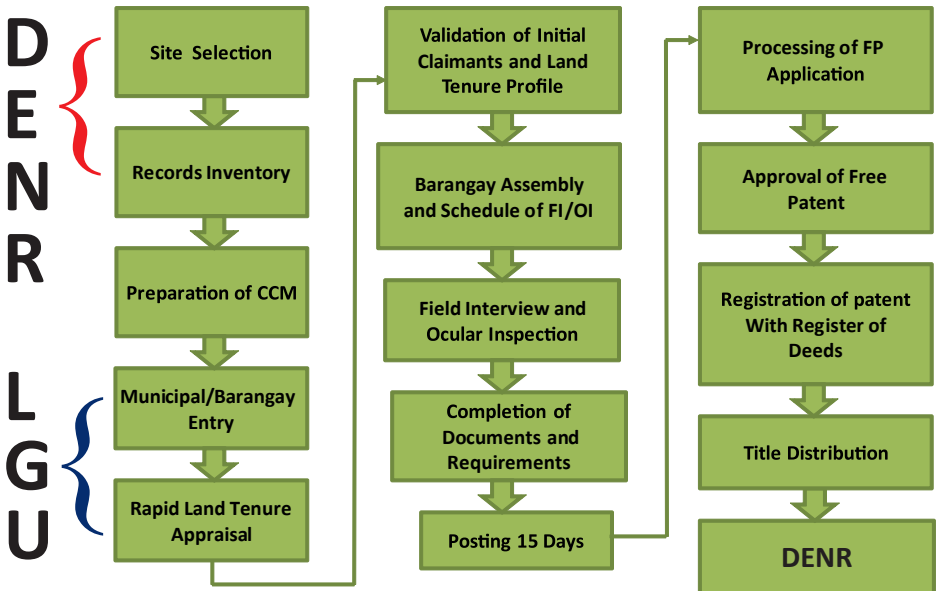 D
E
N
R
L
G
U
Site Selection
Records Inventory
Preparation of CCM
Municipal/Barangay
Entry
Rapid Land Tenure
Appraisal
Validation of Initial
Claimants and Land
Tenure Profile
Barangay Assembly
and Schedule of FI/OI
Field Interview and
Ocular Inspection
Completion of
Documents and
Requirements
Posting 15 Days
Processing of FP
Application
Approval of Free
Patent
Registration of patent
With Register of
Deeds
Title Distribution
DENR